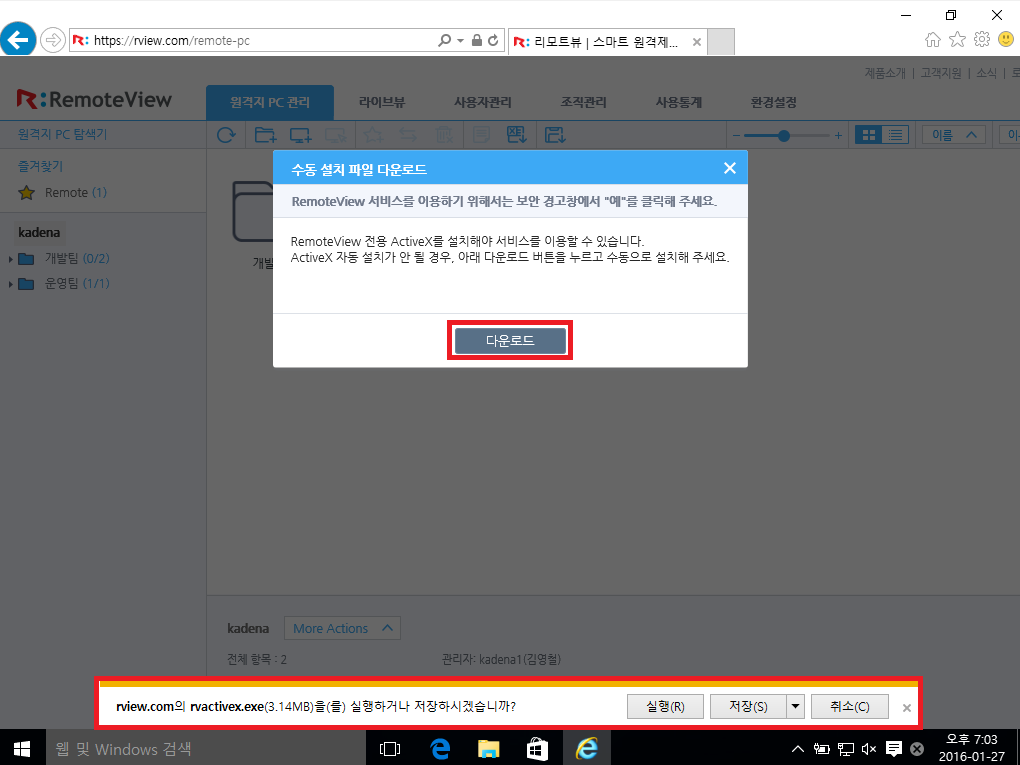 https://rview.com/remote-pc
R: 리모트뷰 | 스마트 원격제...
제품소개 | 고객지원 | 소식 |
R:RemoteView
원격지 PC 관리 라이브뷰 사용자관리 조직관리 사용통계 환경설정
원격지 PC 탐색기
이름
즐겨찾기
Remote (1)
kadena
개발팀 (0/2)
운영팀 (1/1)
수동 설치 파일 다운로드
RemoteView 서비스를 이용하기 위해서는 보안 경고창에서 "예"를 클릭해 주세요.
RemoteView 전용 ActiveX를 설치해야 서비스를 이용할 수 있습니다.
ActiveX 자동 설치가 안 될 경우, 아래 다운로드 버튼을 누르고 수동으로 설치해 주세요.
다운로드
kadena More Actions
전체 항목 : 2 관리자: kadena1(김영철)
rview.com의 rvactivex.exe(3.14MB)을(를) 실행하거나 저장하시겠습니까? 실행(R) 저장(S) 취소(C)
웹 및 Windows 검색
오후 7:03
2016-01-27